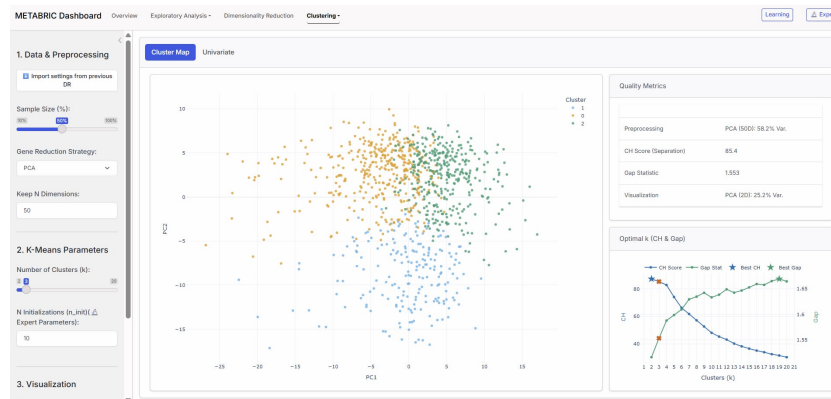 METABRIC Dashboard Overview Exploratory Analysis Dimensionality Reduction Clustering Learning Expe
1. Data & Preprocessing
Import settings from previous
DR
Sample Size (%):
10% 50% 100%
Gene Reduction Strategy:
PCA
Keep N Dimensions:
50
2. K-Means Parameters
Number of Clusters (k):
2 3 20
N Initializations (n_init)(
Expert Parameters):
10
3. Visualization
Cluster Map Univariate
Cluster
1
0
2
10
5
0
−5
−10
−15
PC2
−25 −20 −15 −10 −5 0 5 10 15
PC1
Quality Metrics
Preprocessing PCA (50D): 58.2% Var.
CH Score (Separation) 85.4
Gap Statistic 1.553
Visualization PCA (2D): 25.2% Var.
Optimal k (CH & Gap)
CH Score Gap Stat Best CH Best Gap
80
60
40
CH
1.65
1.6
1.55
Gap
1 2 3 4 5 6 7 8 9 10 11 12 13 14 15 16 17 18 19 20 21
Clusters (k)